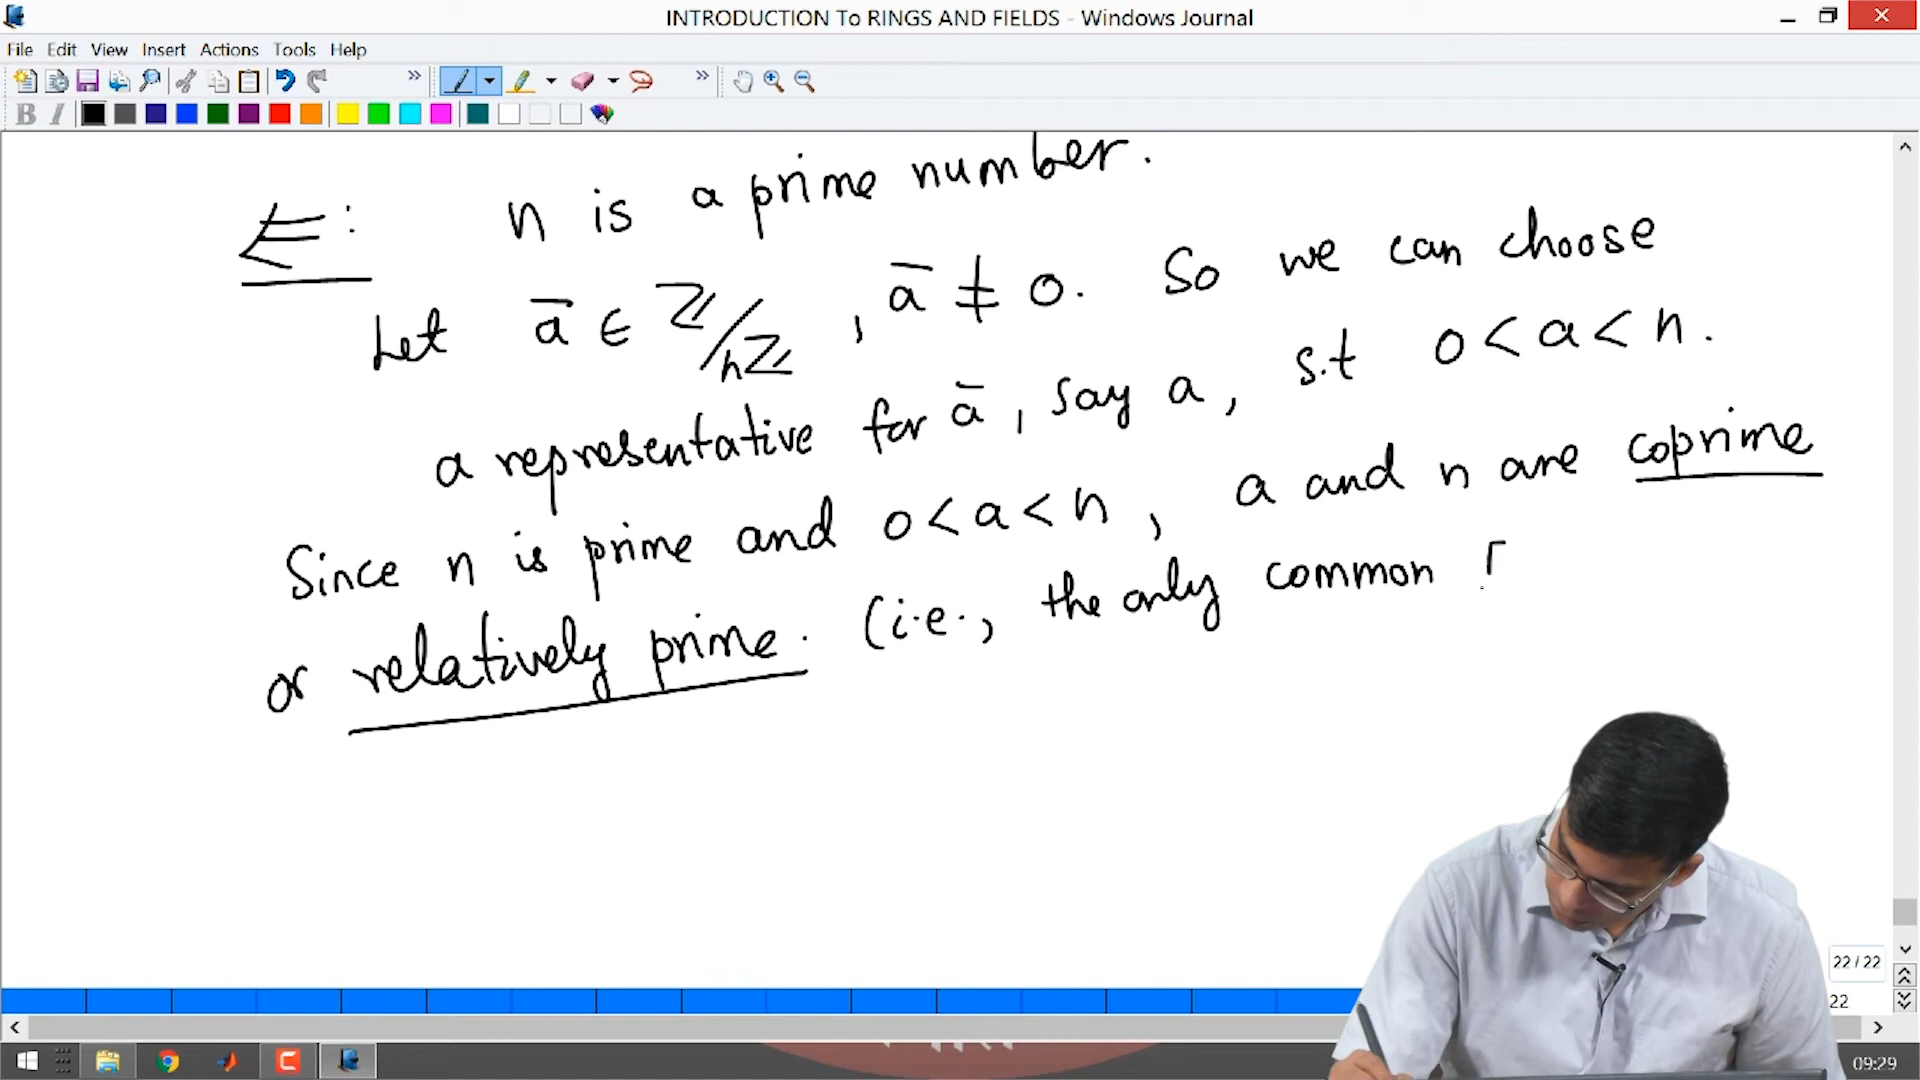 INTRODUCTION To RINGS AND FIELDS - Windows Journal
File Edit View Insert Actions Tools Help
B I
⇐: n is a prime number.
Let ā ∈ ℤ/nℤ , ā ≠ 0. So we can choose
a representative for ā, say a, s.t 0 < a < n.
Since n is prime and 0 < a < n, a and n are coprime
or relatively prime. (i.e., the only common
22 / 22
22
09:29